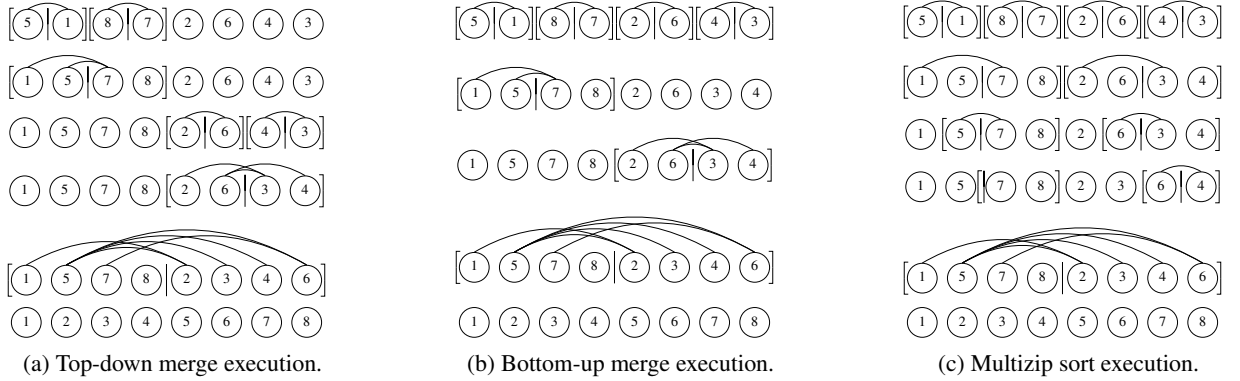 [ 5 | 1 ] [ 8 | 7 ] 2 6 4 3
[ 1 5 | 7 8 ] 2 6 4 3
1 5 7 8 [ 2 | 6 ] [ 4 | 3 ]
1 5 7 8 [ 2 6 | 3 4 ]
[ 1 5 7 8 | 2 3 4 6 ]
1 2 3 4 5 6 7 8
(a) Top-down merge execution.
[ 5 | 1 ] [ 8 | 7 ] [ 2 | 6 ] [ 4 | 3 ]
[ 1 5 | 7 8 ] 2 6 3 4
1 5 7 8 [ 2 6 | 3 4 ]
[ 1 5 7 8 | 2 3 4 6 ]
1 2 3 4 5 6 7 8
(b) Bottom-up merge execution.
[ 5 | 1 ] [ 8 | 7 ] [ 2 | 6 ] [ 4 | 3 ]
[ 1 5 | 7 8 ] [ 2 6 | 3 4 ]
1 [ 5 | 7 8 ] 2 [ 6 | 3 4 ]
1 5 [ | 7 8 ] 2 3 [ 6 | 4 ]
[ 1 5 7 8 | 2 3 4 6 ]
1 2 3 4 5 6 7 8
(c) Multizip sort execution.